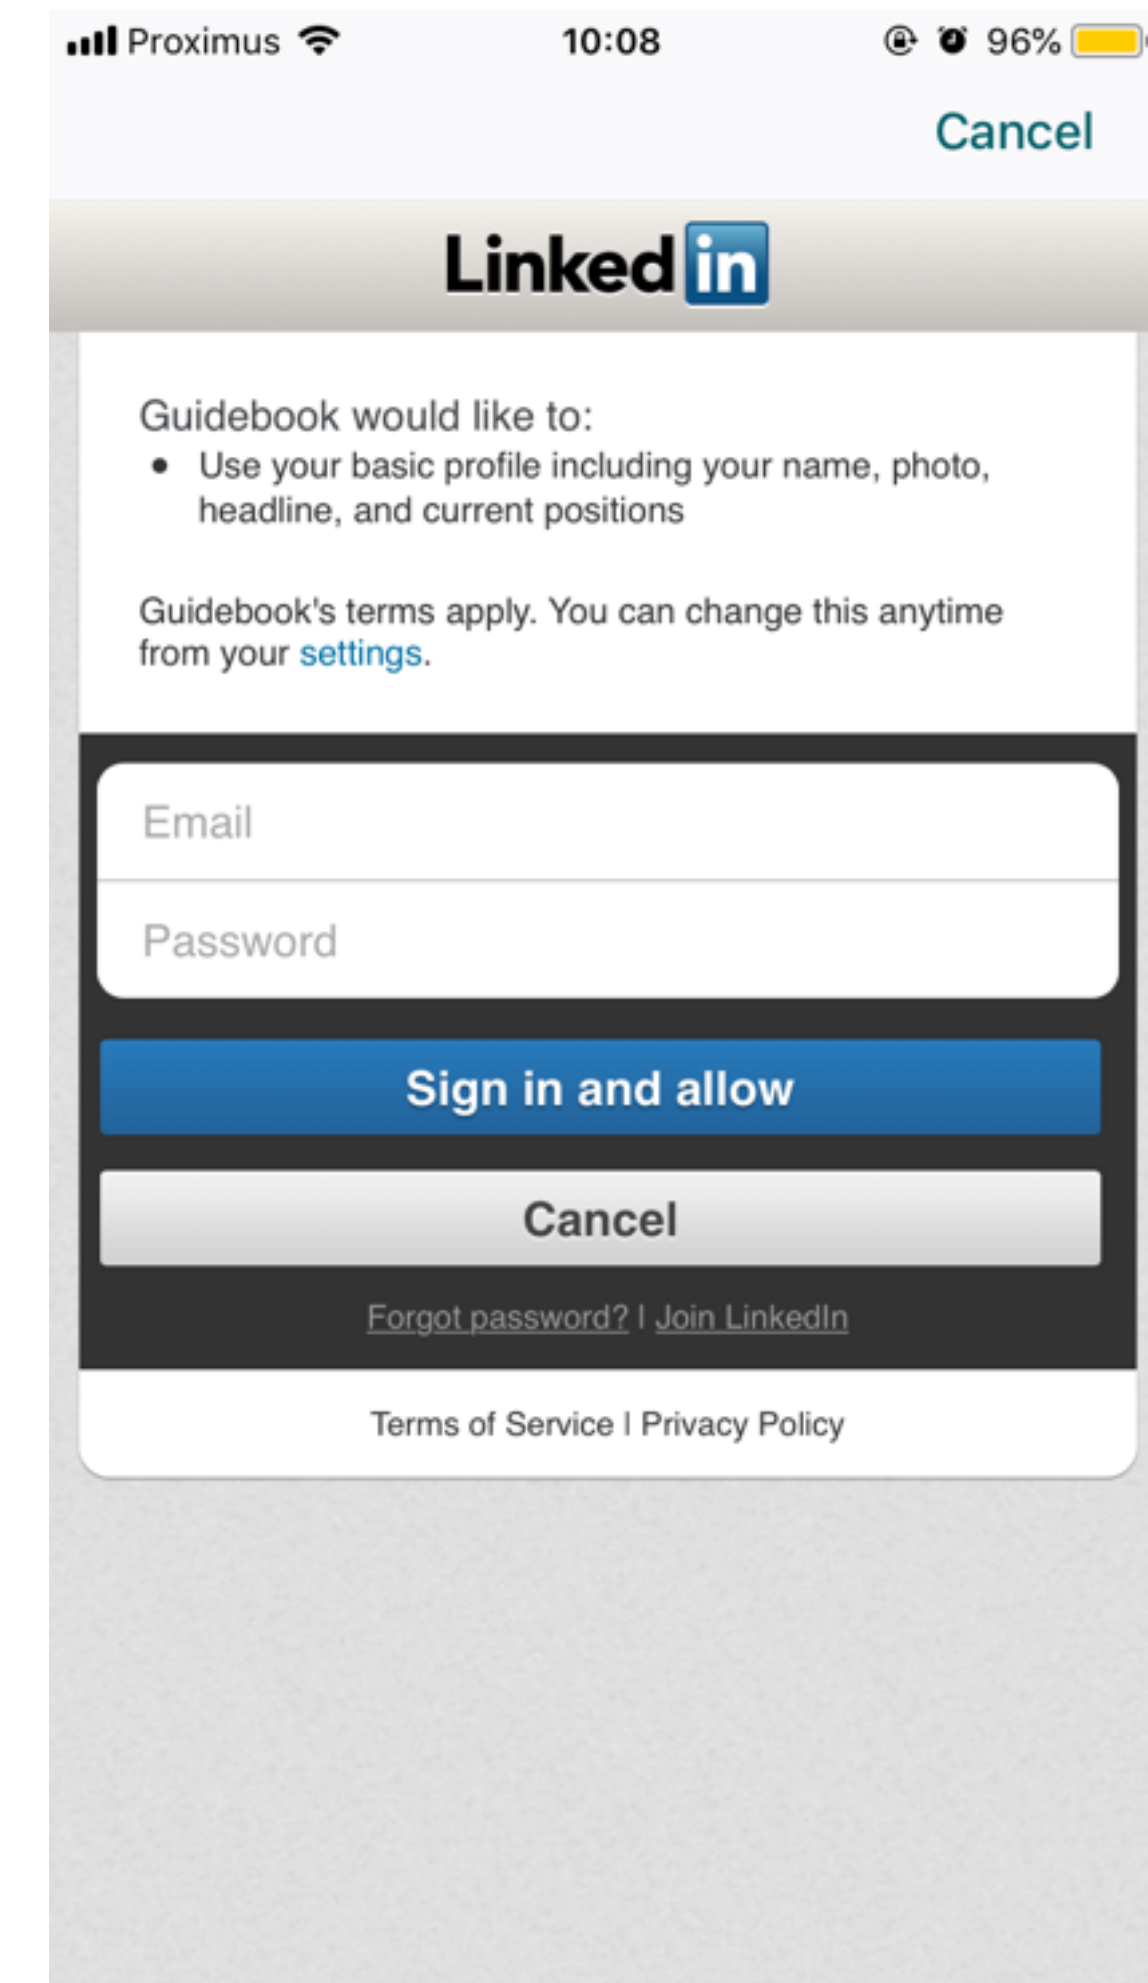 Proximus 10:08 96%
Cancel
Linked in
Guidebook would like to:
• Use your basic profile including your name, photo,
headline, and current positions
Guidebook's terms apply. You can change this anytime
from your settings.
Email
Password
Sign in and allow
Cancel
Forgot password? | Join LinkedIn
Terms of Service | Privacy Policy